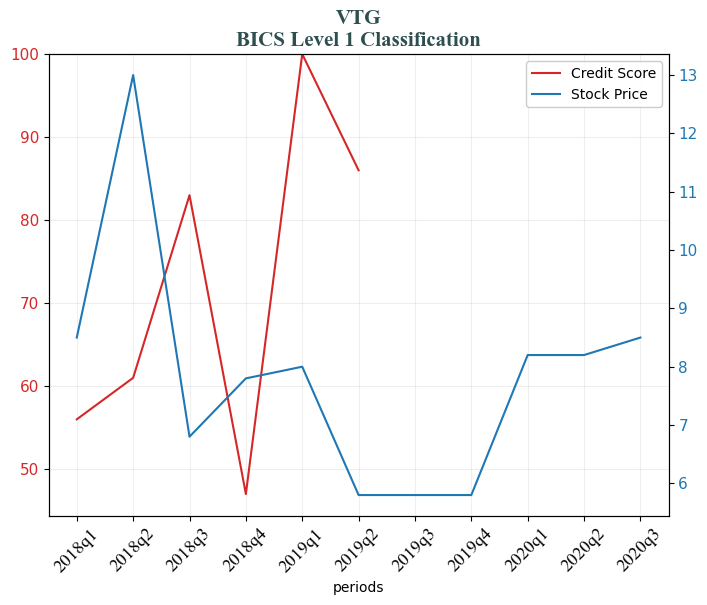 VTG
BICS Level 1 Classification
Credit Score
Stock Price
100
90
80
70
60
50
13
12
11
10
9
8
7
6
2018q1
2018q2
2018q3
2018q4
2019q1
2019q2
2019q3
2019q4
2020q1
2020q2
2020q3
periods